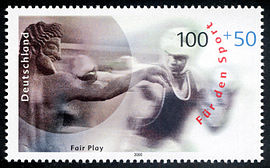 Deutschland
100 +50
Für den Sport
Fair Play
2000